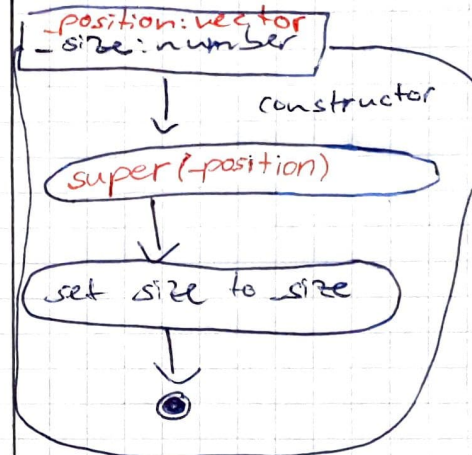 _position: vector
_size: number
constructor
super(_position)
set size to _size